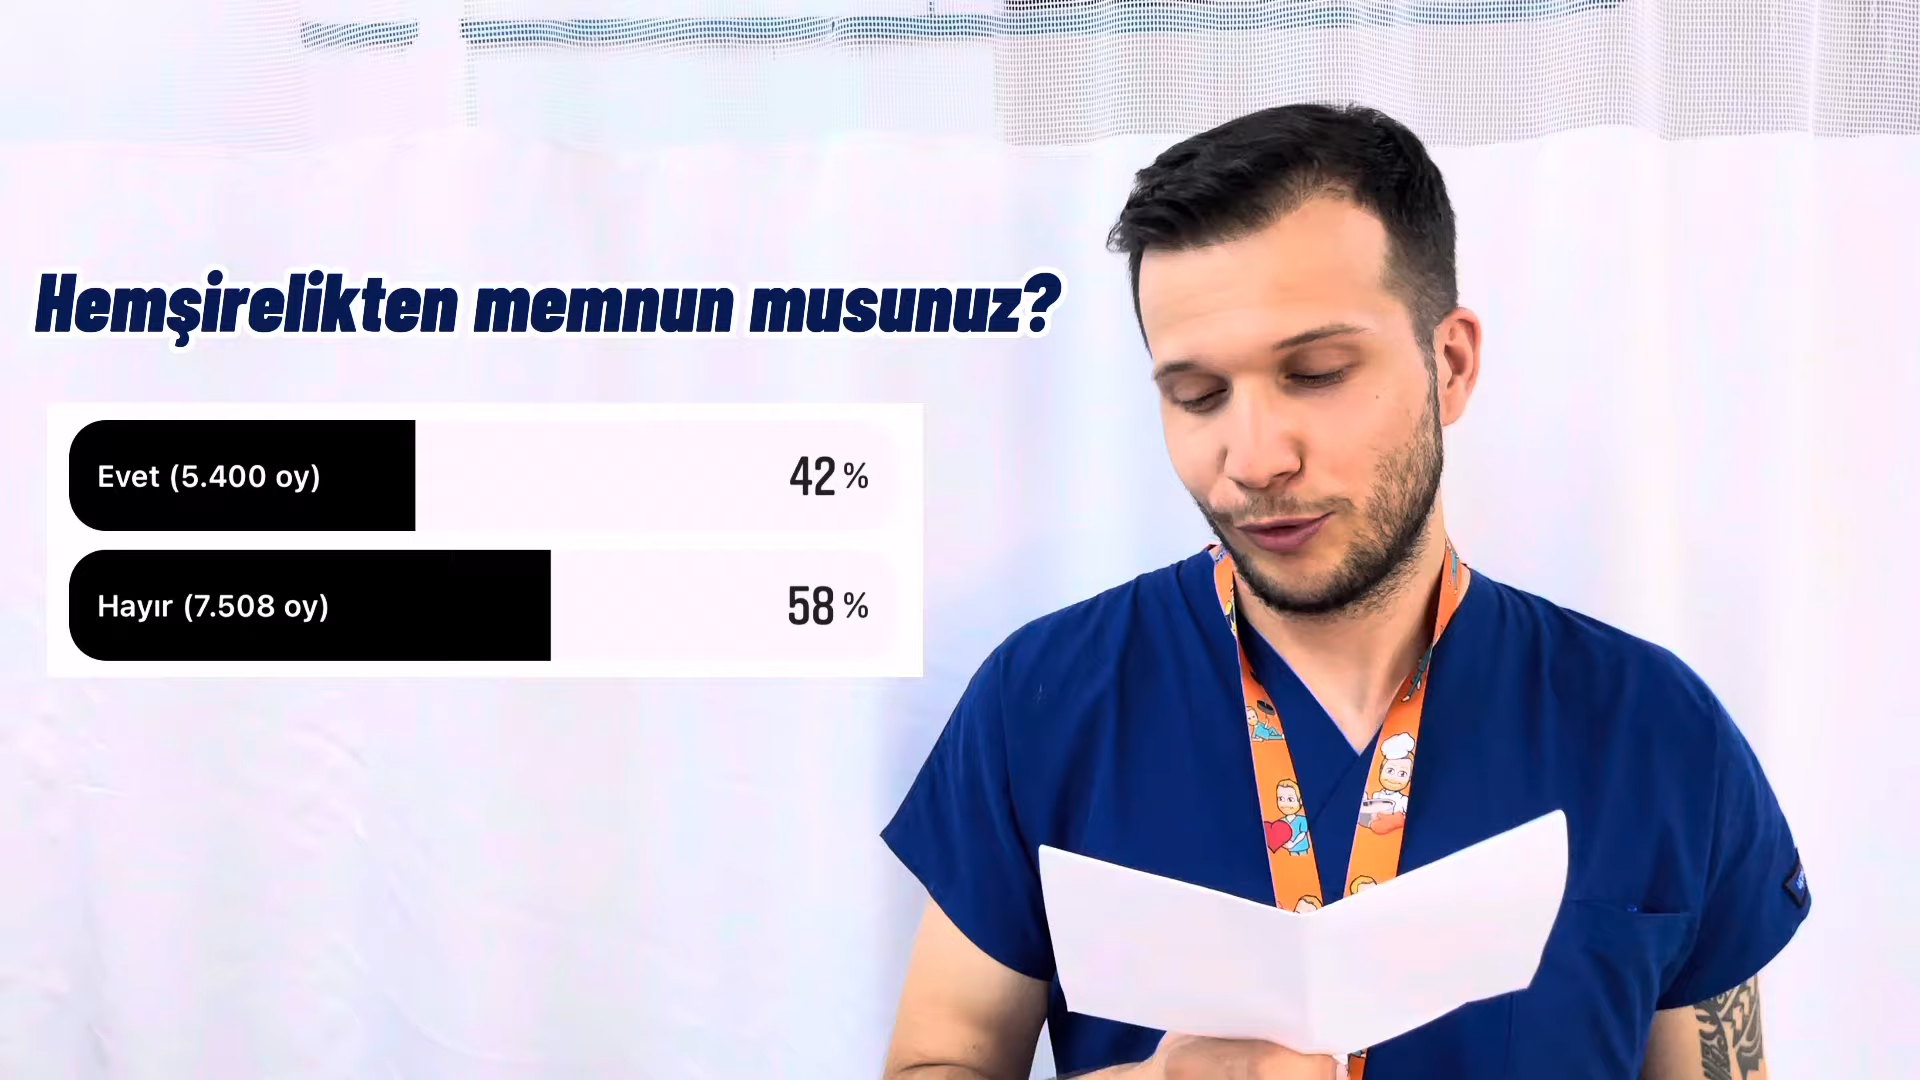 Hemşirelikten memnun musunuz?
Evet (5.400 oy) 42 %
Hayır (7.508 oy) 58 %